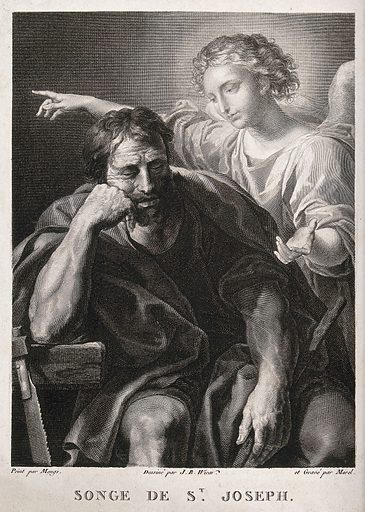 Peint par Mengs.
Dessiné par J. B. Wicar
et Gravé par Morel.
SONGE DE ST. JOSEPH.